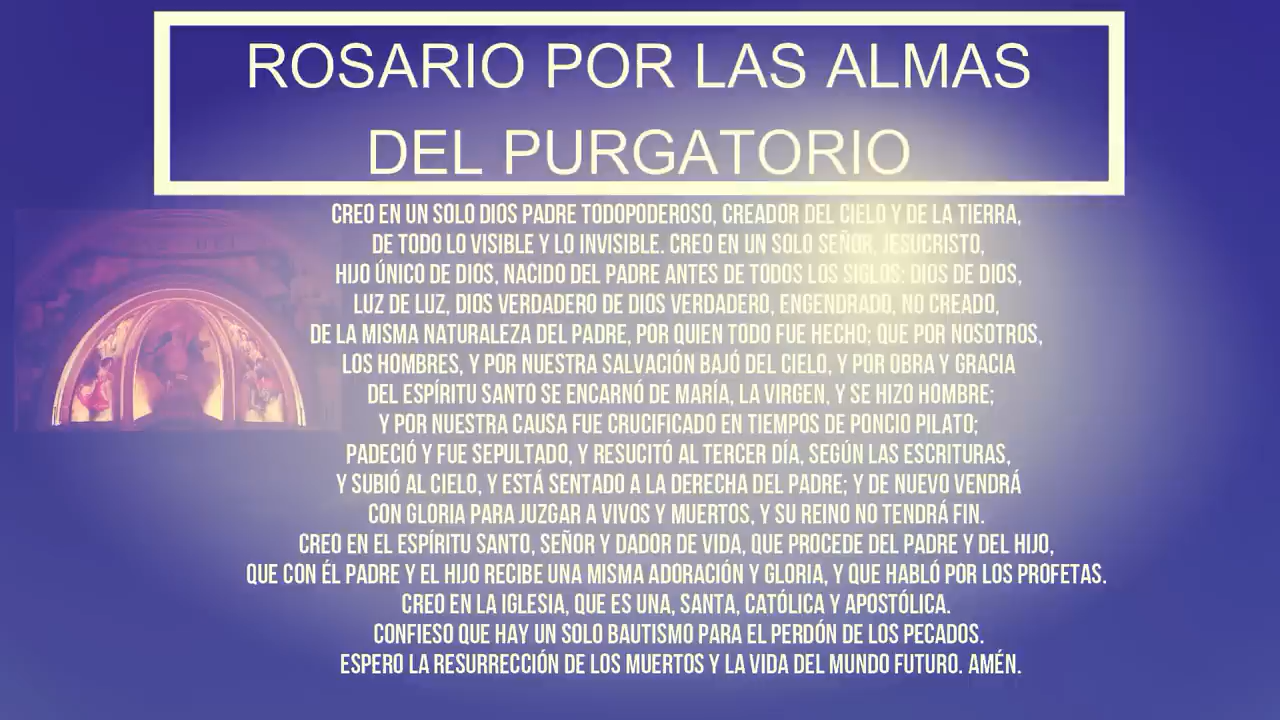 ROSARIO POR LAS ALMAS
DEL PURGATORIO
CREO EN UN SOLO DIOS PADRE TODOPODEROSO, CREADOR DEL CIELO Y DE LA TIERRA,
DE TODO LO VISIBLE Y LO INVISIBLE. CREO EN UN SOLO SEÑOR, JESUCRISTO,
HIJO ÚNICO DE DIOS, NACIDO DEL PADRE ANTES DE TODOS LOS SIGLOS: DIOS DE DIOS,
LUZ DE LUZ, DIOS VERDADERO DE DIOS VERDADERO, ENGENDRADO, NO CREADO,
DE LA MISMA NATURALEZA DEL PADRE, POR QUIEN TODO FUE HECHO; QUE POR NOSOTROS,
LOS HOMBRES, Y POR NUESTRA SALVACIÓN BAJÓ DEL CIELO, Y POR OBRA Y GRACIA
DEL ESPÍRITU SANTO SE ENCARNÓ DE MARÍA, LA VIRGEN, Y SE HIZO HOMBRE;
Y POR NUESTRA CAUSA FUE CRUCIFICADO EN TIEMPOS DE PONCIO PILATO;
PADECIÓ Y FUE SEPULTADO, Y RESUCITÓ AL TERCER DÍA, SEGÚN LAS ESCRITURAS,
Y SUBIÓ AL CIELO, Y ESTÁ SENTADO A LA DERECHA DEL PADRE; Y DE NUEVO VENDRÁ
CON GLORIA PARA JUZGAR A VIVOS Y MUERTOS, Y SU REINO NO TENDRÁ FIN.
CREO EN EL ESPÍRITU SANTO, SEÑOR Y DADOR DE VIDA, QUE PROCEDE DEL PADRE Y DEL HIJO,
QUE CON ÉL PADRE Y EL HIJO RECIBE UNA MISMA ADORACIÓN Y GLORIA, Y QUE HABLÓ POR LOS PROFETAS.
CREO EN LA IGLESIA, QUE ES UNA, SANTA, CATÓLICA Y APOSTÓLICA.
CONFIESO QUE HAY UN SOLO BAUTISMO PARA EL PERDÓN DE LOS PECADOS.
ESPERO LA RESURRECCIÓN DE LOS MUERTOS Y LA VIDA DEL MUNDO FUTURO. AMÉN.